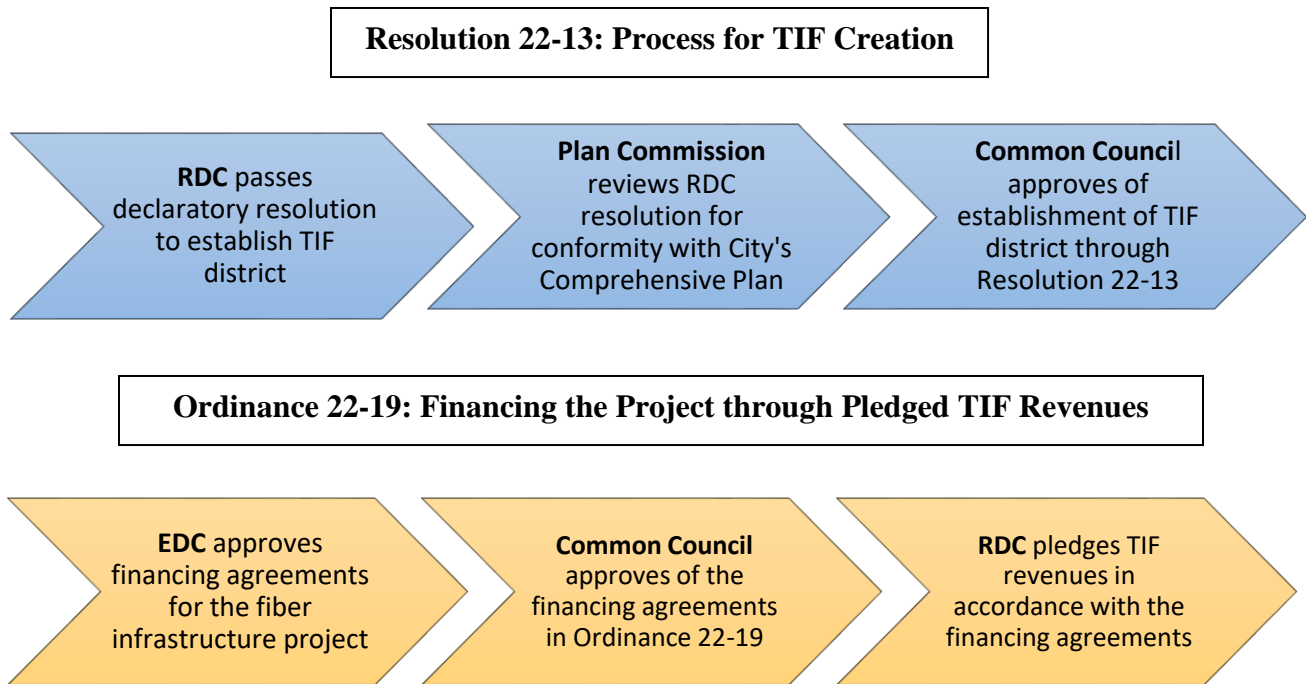 Resolution 22-13: Process for TIF Creation
RDC passes
declaratory resolution
to establish TIF
district
Plan Commission
reviews RDC
resolution for
conformity with City's
Comprehensive Plan
Common Council
approves of
establishment of TIF
district through
Resolution 22-13
Ordinance 22-19: Financing the Project through Pledged TIF Revenues
EDC approves
financing agreements
for the fiber
infrastructure project
Common Council
approves of the
financing agreements
in Ordinance 22-19
RDC pledges TIF
revenues in
accordance with the
financing agreements